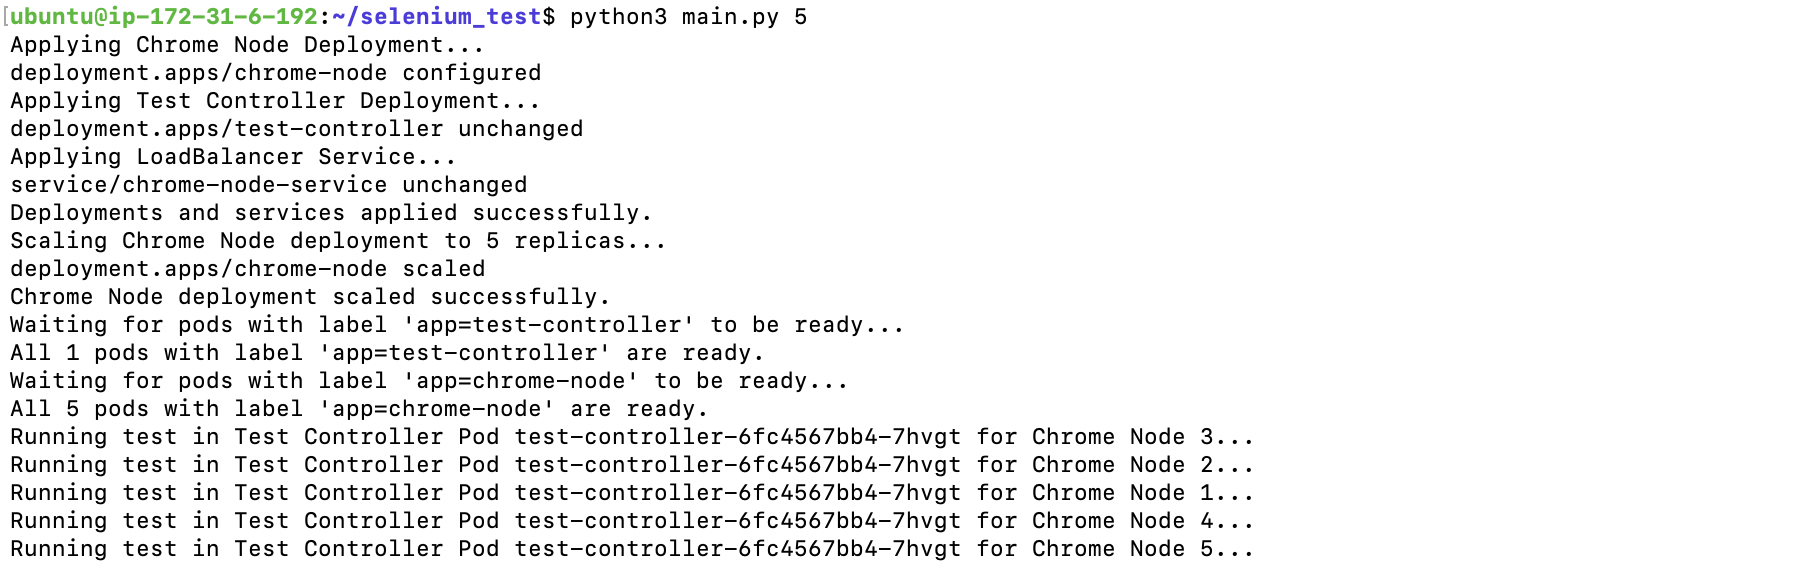 ubuntu@ip-172-31-6-192:~/selenium_test$ python3 main.py 5
Applying Chrome Node Deployment...
deployment.apps/chrome-node configured
Applying Test Controller Deployment...
deployment.apps/test-controller unchanged
Applying LoadBalancer Service...
service/chrome-node-service unchanged
Deployments and services applied successfully.
Scaling Chrome Node deployment to 5 replicas...
deployment.apps/chrome-node scaled
Chrome Node deployment scaled successfully.
Waiting for pods with label 'app=test-controller' to be ready...
All 1 pods with label 'app=test-controller' are ready.
Waiting for pods with label 'app=chrome-node' to be ready...
All 5 pods with label 'app=chrome-node' are ready.
Running test in Test Controller Pod test-controller-6fc4567bb4-7hvgt for Chrome Node 3...
Running test in Test Controller Pod test-controller-6fc4567bb4-7hvgt for Chrome Node 2...
Running test in Test Controller Pod test-controller-6fc4567bb4-7hvgt for Chrome Node 1...
Running test in Test Controller Pod test-controller-6fc4567bb4-7hvgt for Chrome Node 4...
Running test in Test Controller Pod test-controller-6fc4567bb4-7hvgt for Chrome Node 5...